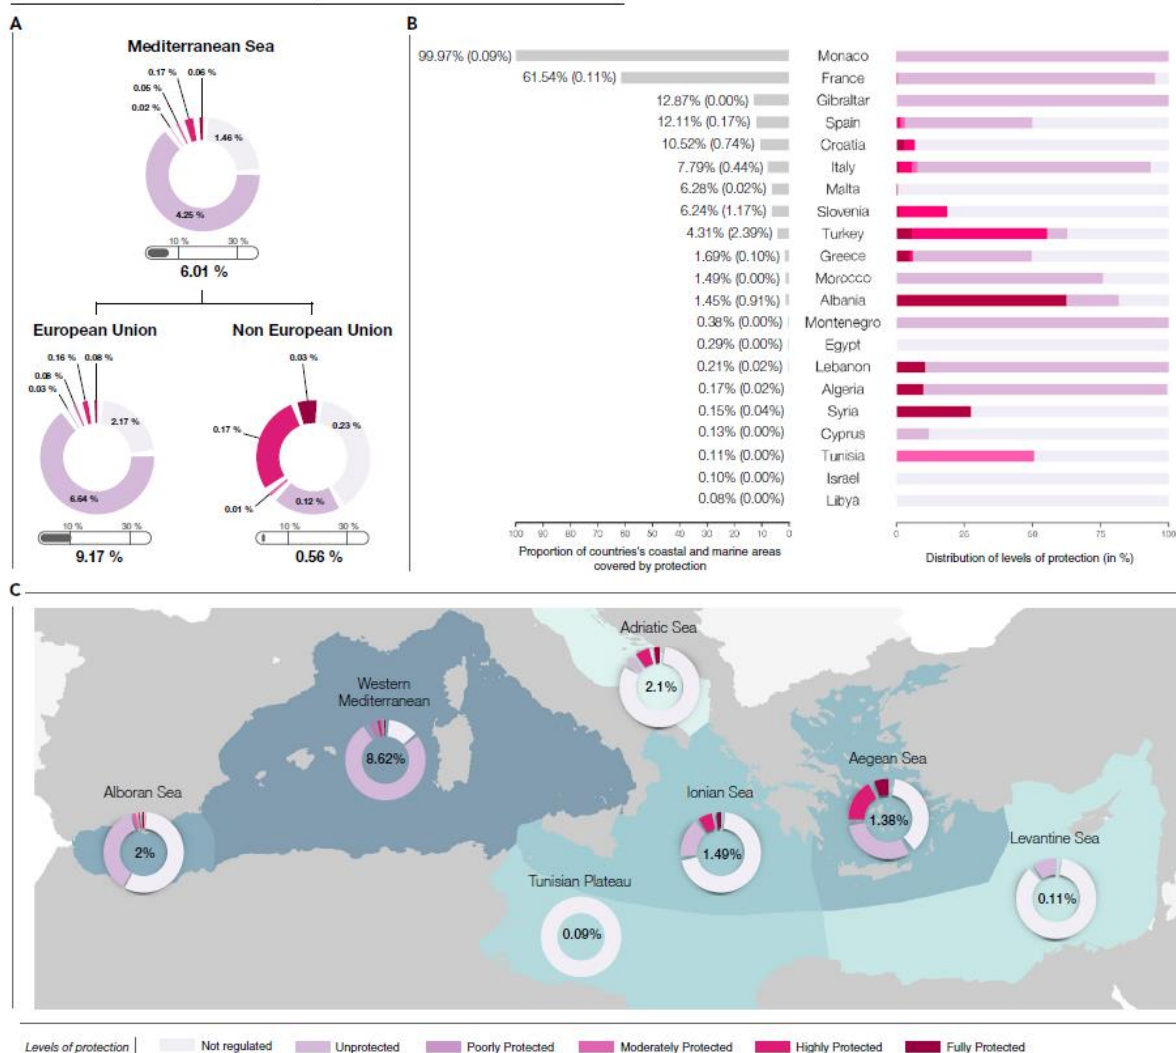 A
Mediterranean Sea
0.17 % 0.06 %
0.05 %
0.02 %
1.46 %
4.25 %
10 % 30 %
6.01 %
European Union
0.16 % 0.08 %
0.08 %
0.03 %
2.17 %
6.64 %
10 % 30 %
9.17 %
Non European Union
0.03 %
0.17 %
0.23 %
0.01 %
0.12 %
10 % 30 %
0.56 %
B
99.97% (0.09%) Monaco
61.54% (0.11%) France
12.87% (0.00%) Gibraltar
12.11% (0.17%) Spain
10.52% (0.74%) Croatia
7.79% (0.44%) Italy
6.28% (0.02%) Malta
6.24% (1.17%) Slovenia
4.31% (2.39%) Turkey
1.69% (0.10%) Greece
1.49% (0.00%) Morocco
1.45% (0.91%) Albania
0.38% (0.00%) Montenegro
0.29% (0.00%) Egypt
0.21% (0.02%) Lebanon
0.17% (0.02%) Algeria
0.15% (0.04%) Syria
0.13% (0.00%) Cyprus
0.11% (0.00%) Tunisia
0.10% (0.00%) Israel
0.08% (0.00%) Libya
100 90 80 70 60 50 40 30 20 10 0
Proportion of countries's coastal and marine areas
covered by protection
0 25 50 75 100
Distribution of levels of protection (in %)
C
Adriatic Sea
2.1%
Western
Mediterranean
8.62%
Aegean Sea
1.38%
Alboran Sea
2%
Ionian Sea
1.49%
Levantine Sea
0.11%
Tunisian Plateau
0.09%
Levels of protection Not regulated Unprotected Poorly Protected Moderately Protected Highly Protected Fully Protected